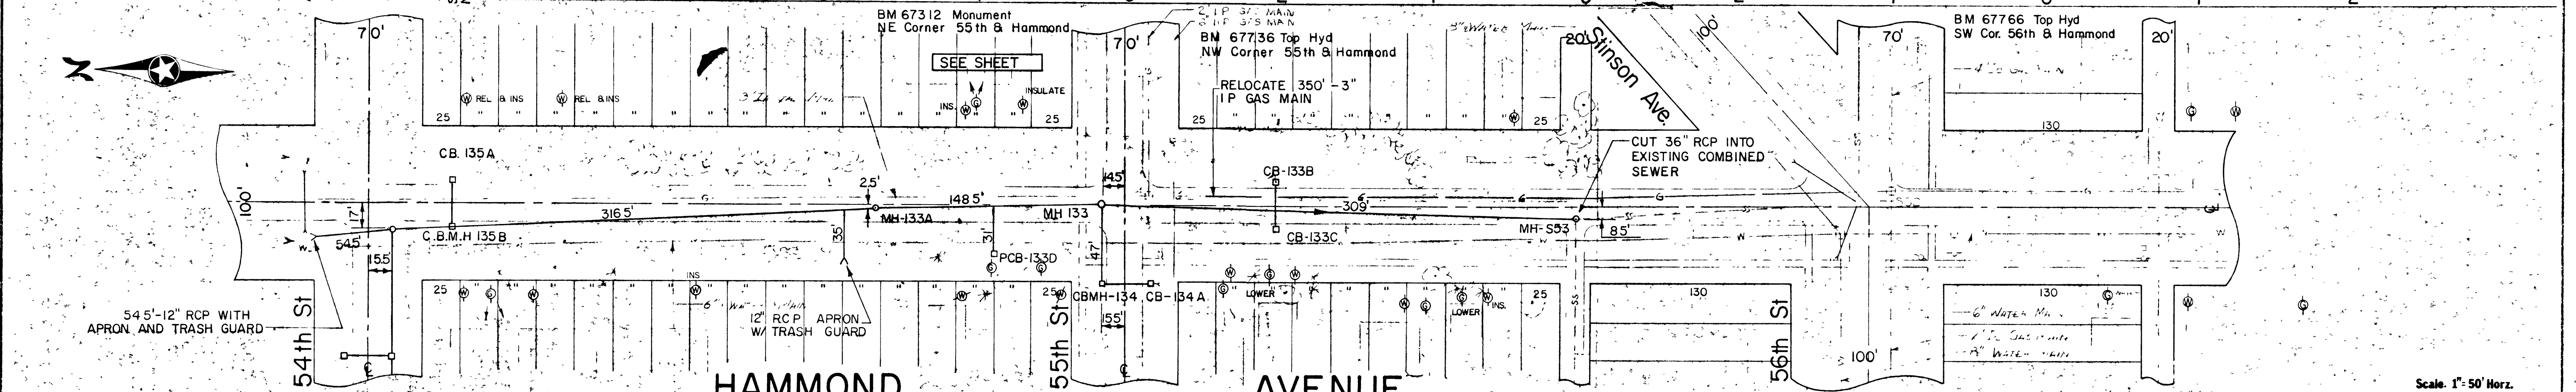 BM 67312 Monument
NE Corner 55th & Hammond
BM 67736 Top Hyd
NW Corner 55th & Hammond
BM 67766 Top Hyd
SW Cor. 56th & Hammond
70'
70'
20'
100'
70'
20'
N
SEE SHEET
Stinson Ave.
W REL & INS
W REL & INS
INS.
W
G
W
INSULATE
RELOCATE 350' - 3"
I P GAS MAIN
25
25
25
25
130
W
G
W
CUT 36" RCP INTO
EXISTING COMBINED
SEWER
CB. 135A
CB-133B
100'
17'
316.5'
2.5'
MH-133A
148.5'
MH 133
14.5'
309'
MH-S53
8.5'
54.5'
C.B.M.H 135B
15.5'
35'
31'
PCB-133D
47'
CB-133C
25
INS
25
CBMH-134
CB-134A
LOWER
LOWER
INS.
25
130
130
54.5'-12" RCP WITH
APRON AND TRASH GUARD
12" R C P APRON
W/ TRASH GUARD
15.5'
6" WATER MA
8" WATER MAIN
100'
54th St
55th St
56th St
HAMMOND
AVENUE
Scale. 1"= 50' Horz.